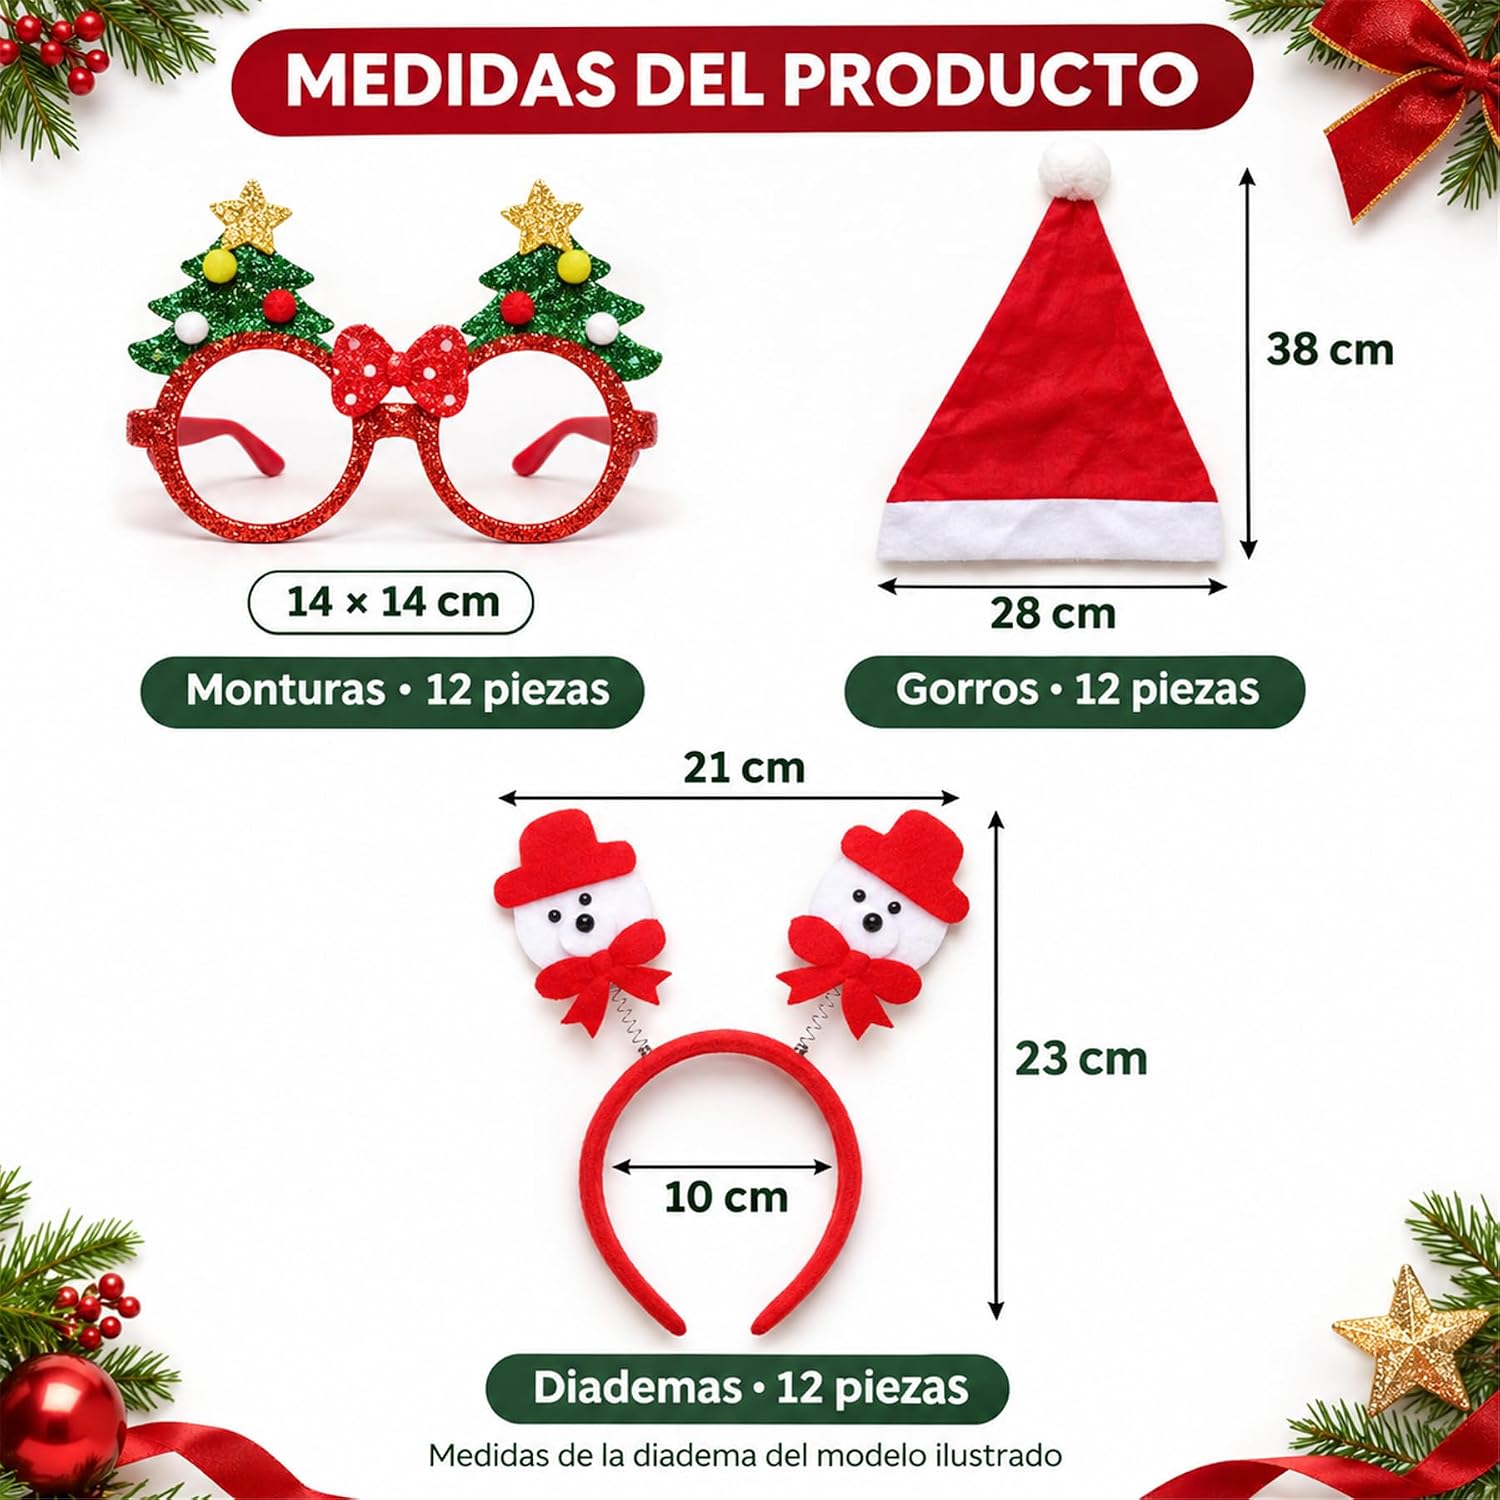 MEDIDAS DEL PRODUCTO
38 cm
14 × 14 cm
28 cm
Monturas • 12 piezas
Gorros • 12 piezas
21 cm
23 cm
10 cm
Diademas • 12 piezas
Medidas de la diadema del modelo ilustrado